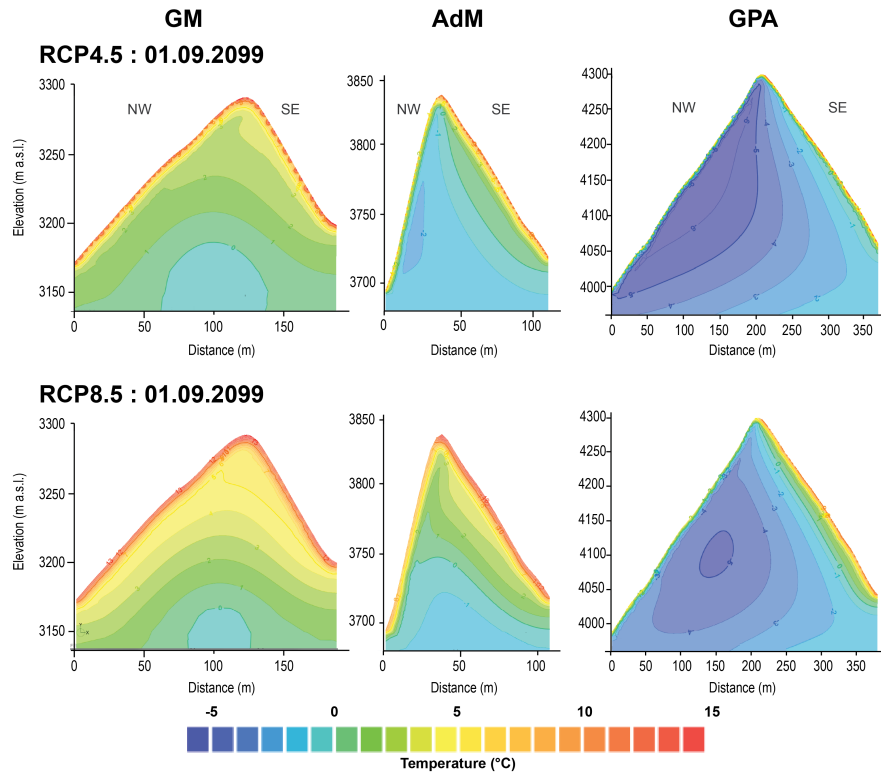 GM AdM GPA
RCP4.5 : 01.09.2099
Elevation (m a.s.l.)
3300
3250
3200
3150
NW SE
0 50 100 150
Distance (m)
3850
3800
3750
3700
NW SE
0 50 100
Distance (m)
4300
4250
4200
4150
4100
4050
4000
NW SE
0 50 100 150 200 250 300 350
Distance (m)
RCP8.5 : 01.09.2099
Elevation (m a.s.l.)
3300
3250
3200
3150
0 50 100 150
Distance (m)
3850
3800
3750
3700
0 50 100
Distance (m)
4300
4250
4200
4150
4100
4050
4000
0 50 100 150 200 250 300 350
Distance (m)
-5 0 5 10 15
Temperature (°C)